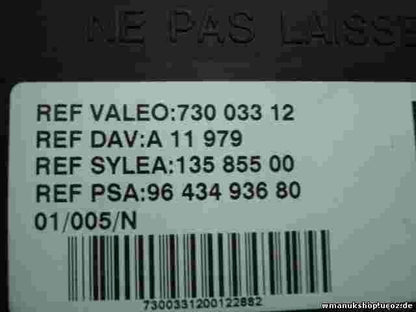 NE PAS LAISSE
REF VALEO:730 033 12
REF DAV:A 11 979
REF SYLEA:135 855 00
REF PSA:96 434 936 80
01/005/N
7300331200122882
wmanukshop.ucoz.de